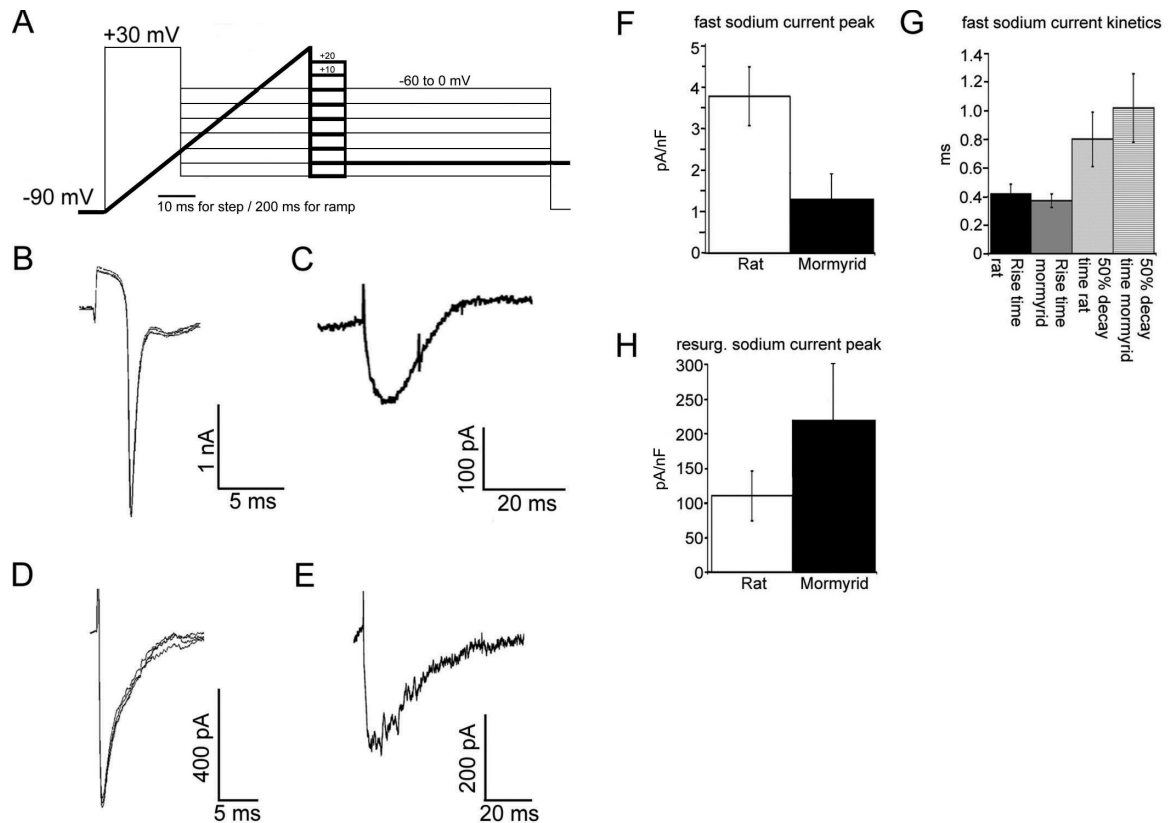 A
+30 mV
+20
+10
-60 to 0 mV
-90 mV
10 ms for step / 200 ms for ramp
B
1 nA
5 ms
C
100 pA
20 ms
D
400 pA
5 ms
E
200 pA
20 ms
F
fast sodium current peak
5
4
3
2
1
0
pA/nF
Rat
Mormyrid
G
fast sodium current kinetics
1.4
1.2
1.0
0.8
0.6
0.4
0.2
0
ms
Rise time
rat
Rise time
mormyrid
50% decay
time rat
50% decay
time mormyrid
H
resurg. sodium current peak
300
250
200
150
100
50
0
pA/nF
Rat
Mormyrid